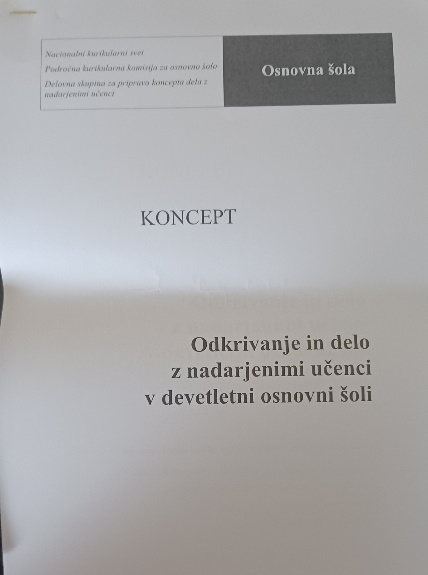 Nacionalni kurikularni svet
Področna kurikularna komisija za osnovno šolo
Delovna skupina za pripravo koncepta dela z
nadarjenimi učenci
Osnovna šola
KONCEPT
Odkrivanje in delo
z nadarjenimi učenci
v devetletni osnovni šoli